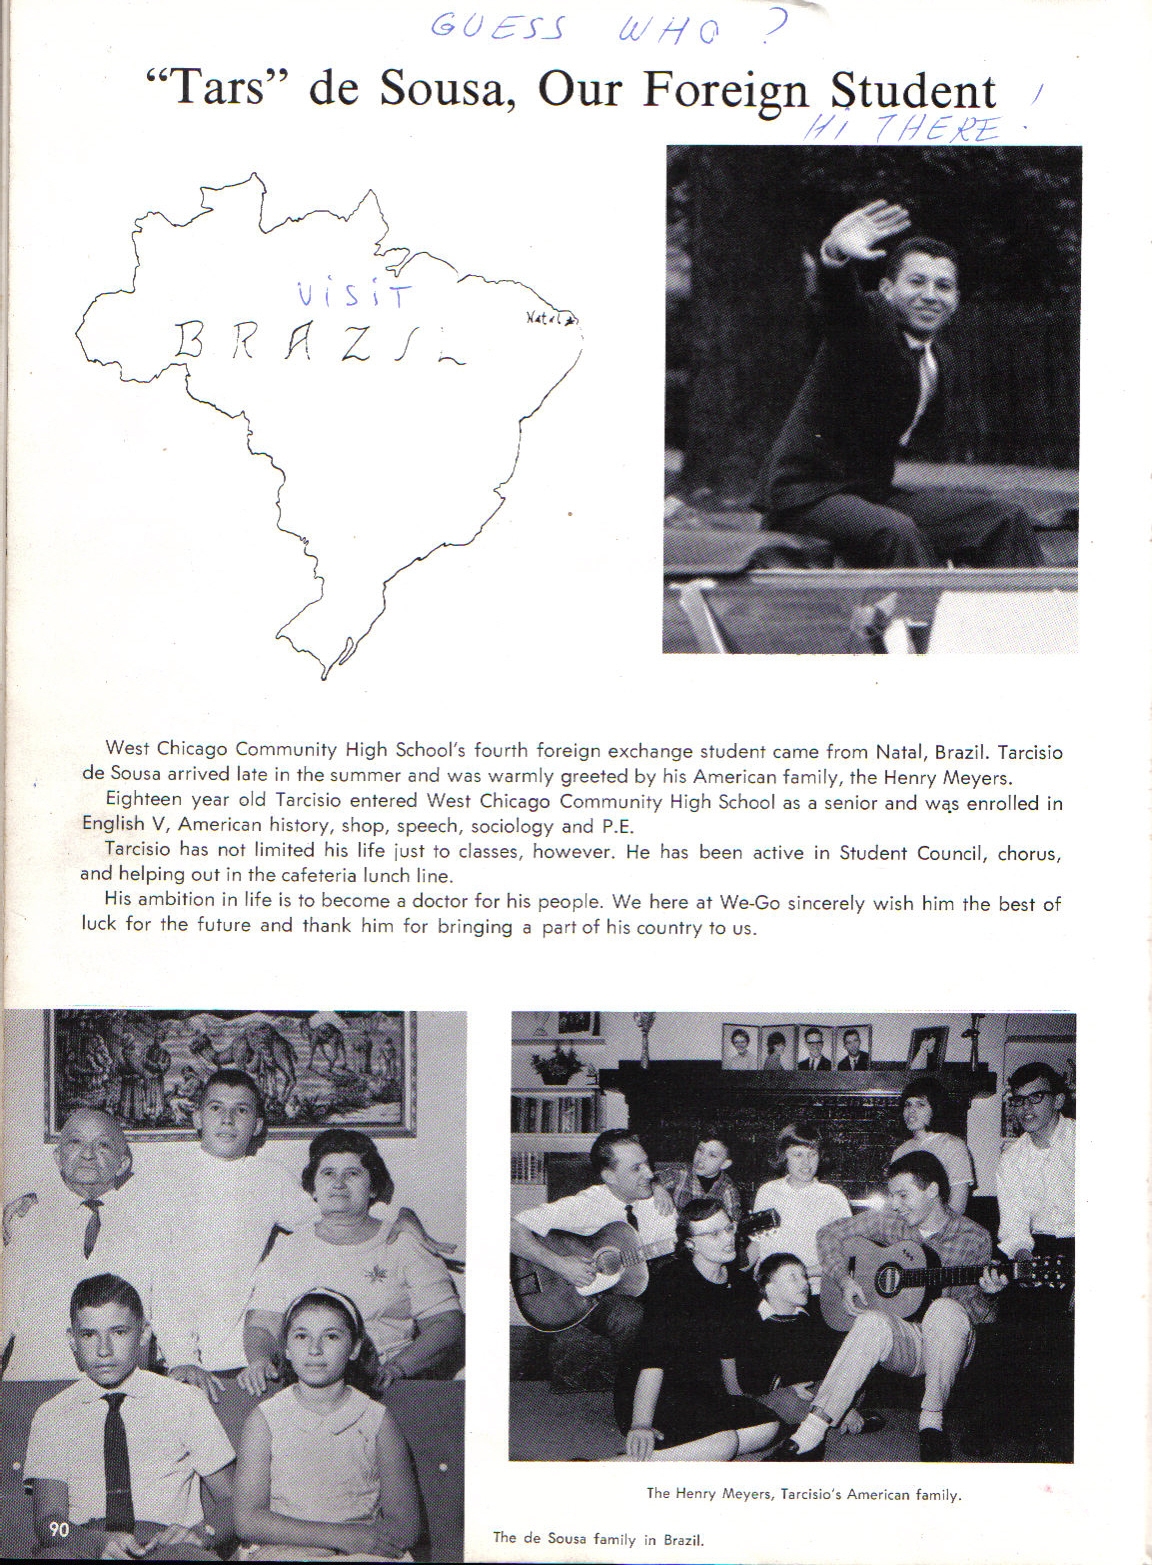 GUESS WHO ?
“Tars” de Sousa, Our Foreign Student
HI THERE !
VISIT
BRAZIL
Natal
West Chicago Community High School's fourth foreign exchange student came from Natal, Brazil. Tarcisio
de Sousa arrived late in the summer and was warmly greeted by his American family, the Henry Meyers.
Eighteen year old Tarcisio entered West Chicago Community High School as a senior and was enrolled in
English V, American history, shop, speech, sociology and P.E.
Tarcisio has not limited his life just to classes, however. He has been active in Student Council, chorus,
and helping out in the cafeteria lunch line.
His ambition in life is to become a doctor for his people. We here at We-Go sincerely wish him the best of
luck for the future and thank him for bringing a part of his country to us.
The Henry Meyers, Tarcisio's American family.
90
The de Sousa family in Brazil.